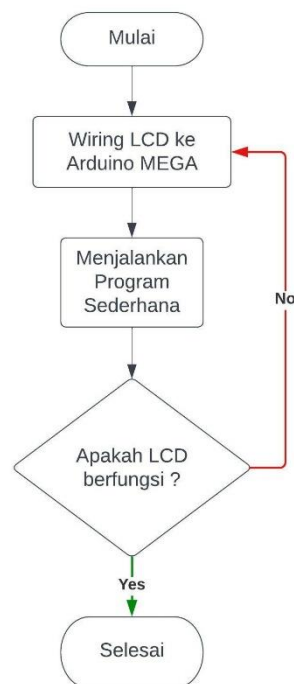 Mulai
Wiring LCD ke
Arduino MEGA
Menjalankan
Program
Sederhana
No
Apakah LCD
berfungsi ?
Yes
Selesai